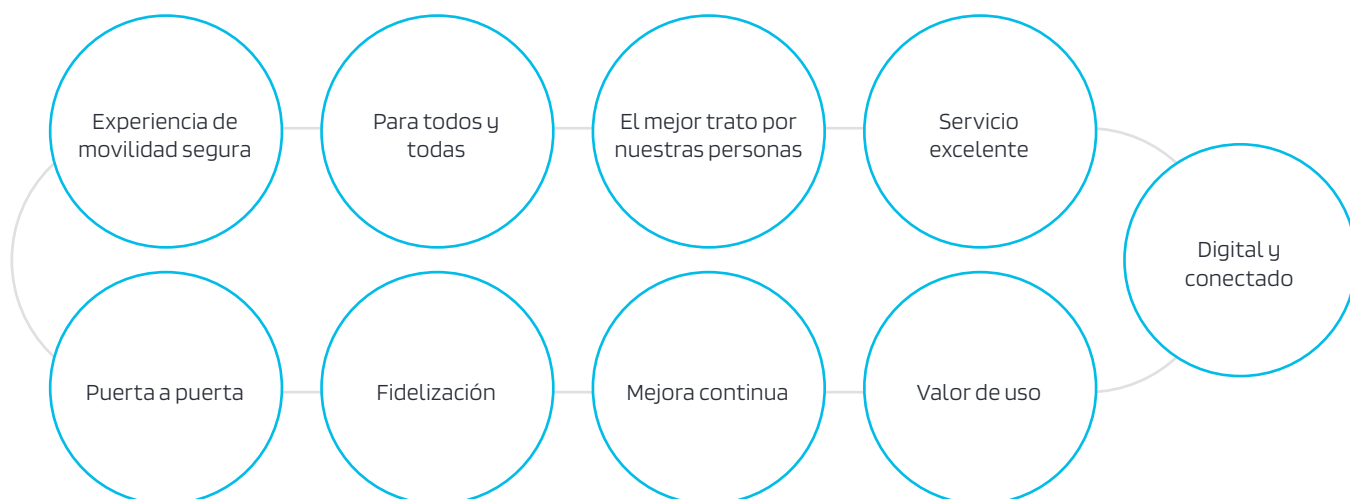 Experiencia de
movilidad segura
Para todos y
todas
El mejor trato por
nuestras personas
Servicio
excelente
Digital y
conectado
Puerta a puerta
Fidelización
Mejora continua
Valor de uso